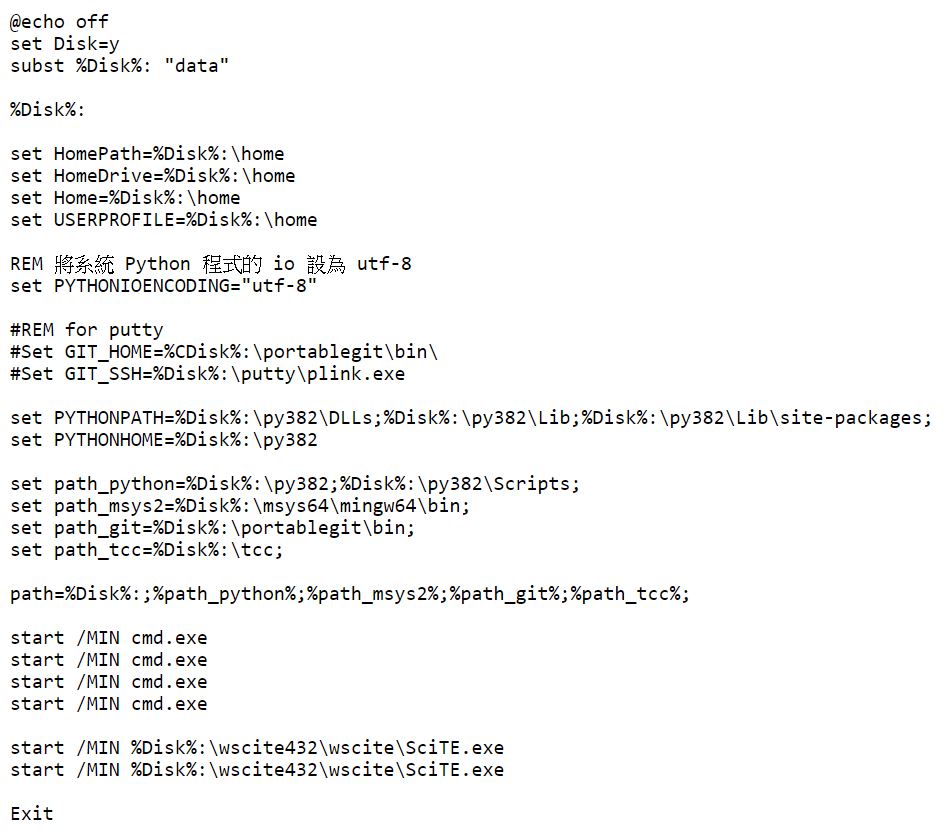 @echo off
set Disk=y
subst %Disk%: "data"
%Disk%:
set HomePath=%Disk%:\home
set HomeDrive=%Disk%:\home
set Home=%Disk%:\home
set USERPROFILE=%Disk%:\home
REM 將系統 Python 程式的 io 設為 utf-8
set PYTHONIOENCODING="utf-8"
#REM for putty
#Set GIT_HOME=%CDisk%:\portablegit\bin\
#Set GIT_SSH=%Disk%:\putty\plink.exe
set PYTHONPATH=%Disk%:\py382\DLLs;%Disk%:\py382\Lib;%Disk%:\py382\Lib\site-packages;
set PYTHONHOME=%Disk%:\py382
set path_python=%Disk%:\py382;%Disk%:\py382\Scripts;
set path_msys2=%Disk%:\msys64\mingw64\bin;
set path_git=%Disk%:\portablegit\bin;
set path_tcc=%Disk%:\tcc;
path=%Disk%:;%path_python%;%path_msys2%;%path_git%;%path_tcc%;
start /MIN cmd.exe
start /MIN cmd.exe
start /MIN cmd.exe
start /MIN cmd.exe
start /MIN %Disk%:\wscite432\wscite\SciTE.exe
start /MIN %Disk%:\wscite432\wscite\SciTE.exe
Exit